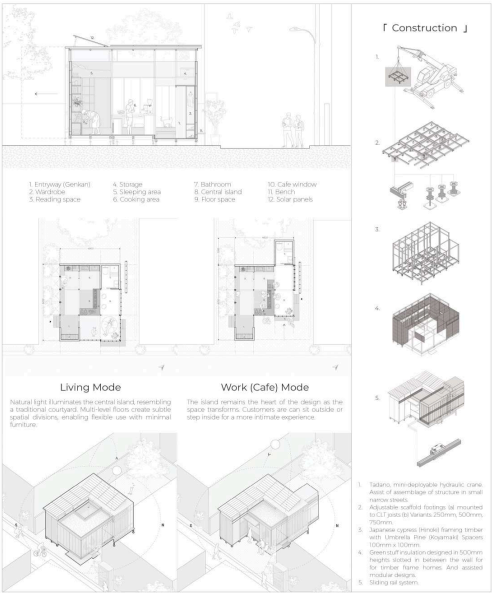 「 Construction 」
1.
2.
3.
4.
5.
1. Entryway (Genkan)
2. Wardrobe
3. Reading space
4. Storage
5. Sleeping area
6. Cooking area
7. Bathroom
8. Central island
9. Floor space
10. Cafe window
11. Bench
12. Solar panels
Living Mode
Natural light illuminates the central island, resembling
a traditional courtyard. Multi-level floors create subtle
spatial divisions, enabling flexible use with minimal
furniture.
Work (Cafe) Mode
The island remains the heart of the design as the
space transforms. Customers are can sit outside or
step inside for a more intimate experience.
1. Tadano, mini-deployable hydraulic crane.
Assist of assemblage of structure in small
narrow streets.
2. Adjustable scaffold footings (a) mounted
to CLT joists (b) Variants: 250mm, 500mm,
750mm.
3. Japanese cypress (Hinoki) framing timber
with Umbrella Pine (Koyamaki) Spacers
100mm x 100mm.
4. Green stuff insulation designed in 500mm
heights slotted in between the wall for
for timber frame homes. And assisted
modular designs.
5. Sliding rail system.